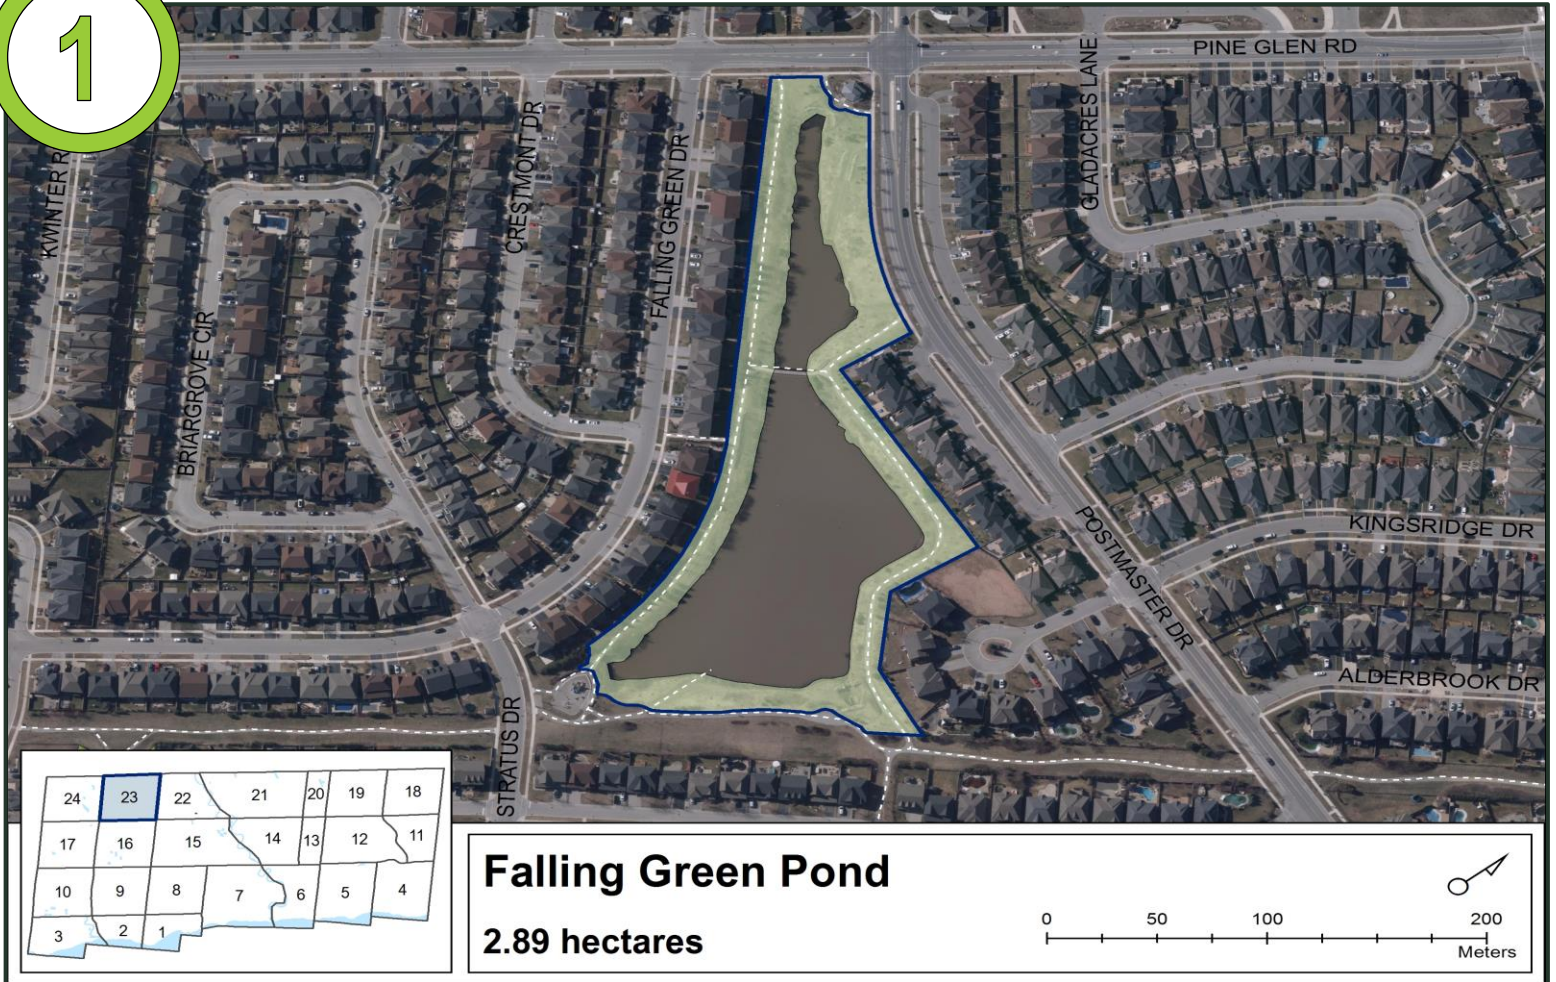 1
PINE GLEN RD
GLADACRES LANE
CRESTMONT DR
FALLING GREEN DR
KWINTER R
BRIARGROVE CIR
KINGSRIDGE DR
POSTMASTER DR
ALDERBROOK DR
STRATUS DR
24 23 22 21 20 19 18
17 16 15 14 13 12 11
10 9 8 7 6 5 4
3 2 1
Falling Green Pond
2.89 hectares
0 50 100 200
Meters